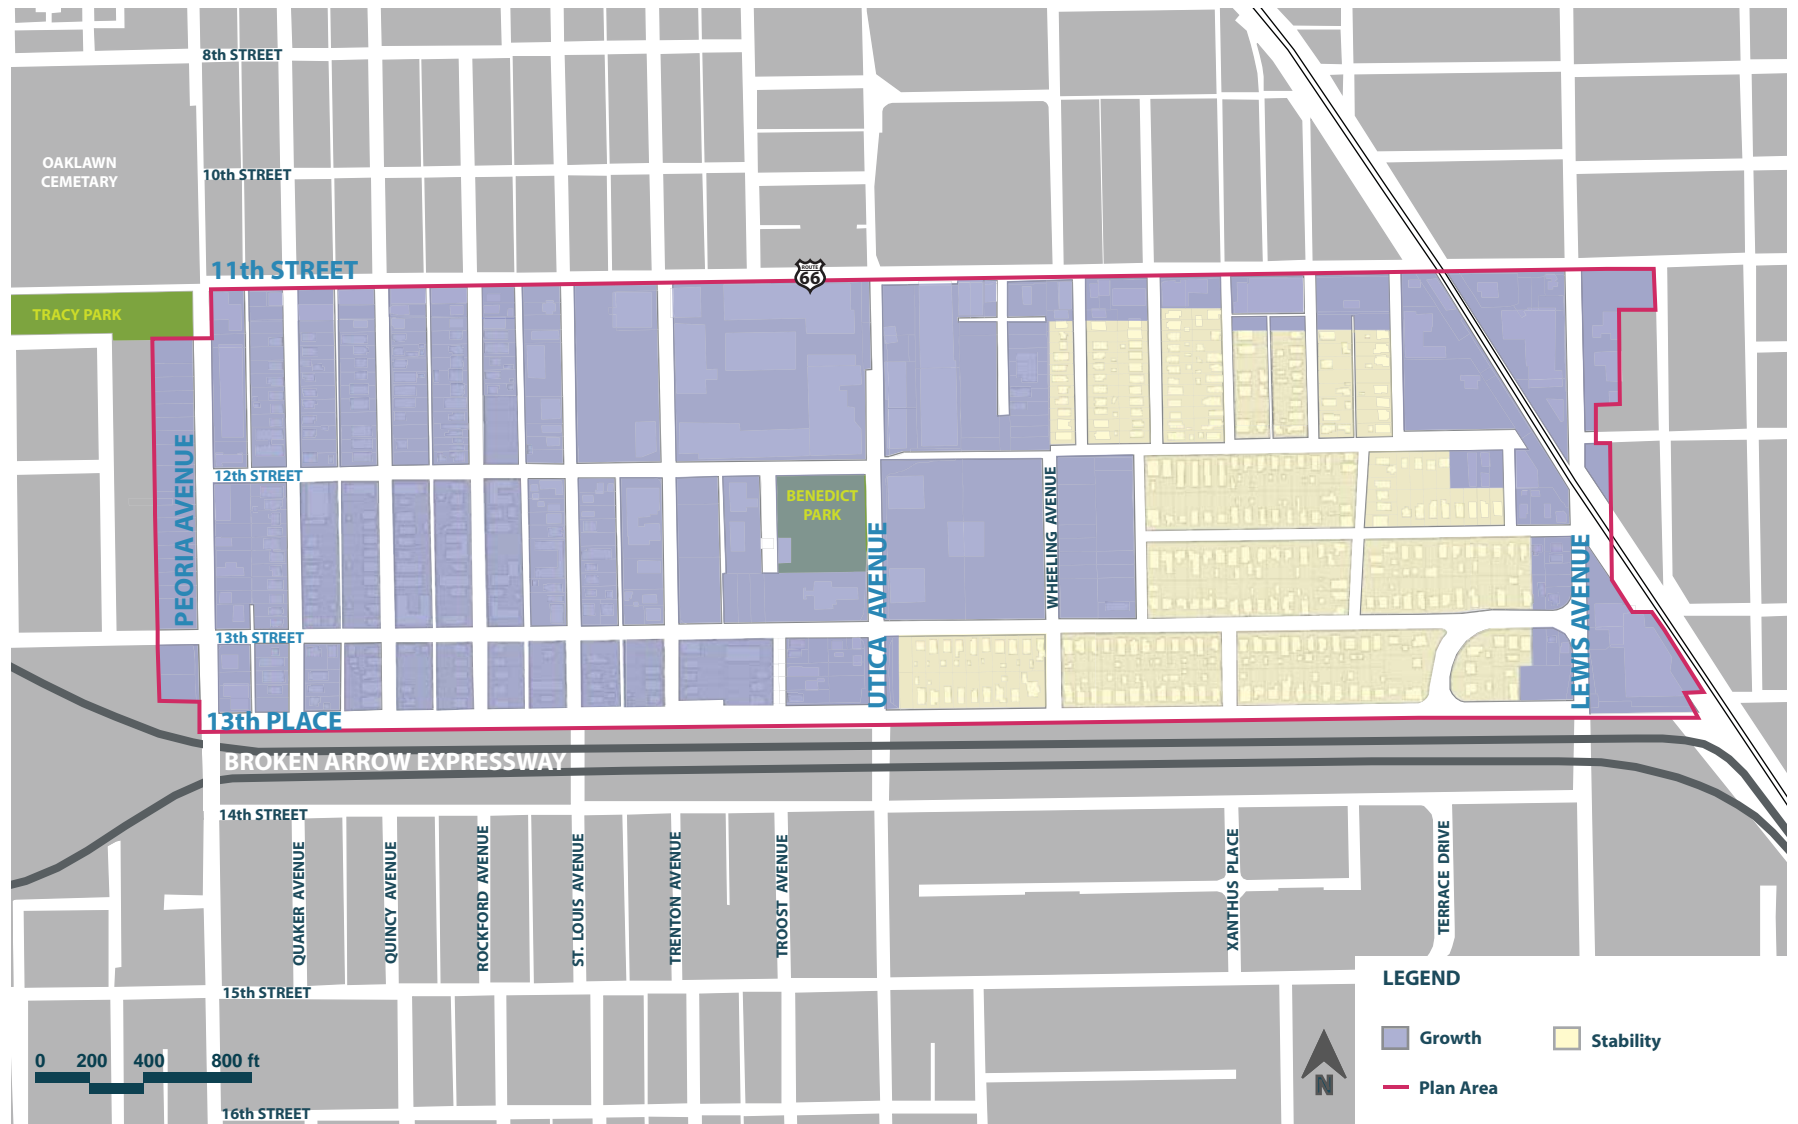 8th STREET
OAKLAWN
CEMETARY
10th STREET
11th STREET
ROUTE
66
TRACY PARK
PEORIA AVENUE
12th STREET
BENEDICT
PARK
UTICA AVENUE
WHEELING AVENUE
LEWIS AVENUE
13th STREET
13th PLACE
BROKEN ARROW EXPRESSWAY
14th STREET
QUAKER AVENUE
QUINCY AVENUE
ROCKFORD AVENUE
ST. LOUIS AVENUE
TRENTON AVENUE
TROOST AVENUE
XANTHUS PLACE
TERRACE DRIVE
15th STREET
0 200 400 800 ft
16th STREET
N
LEGEND
Growth
Stability
Plan Area